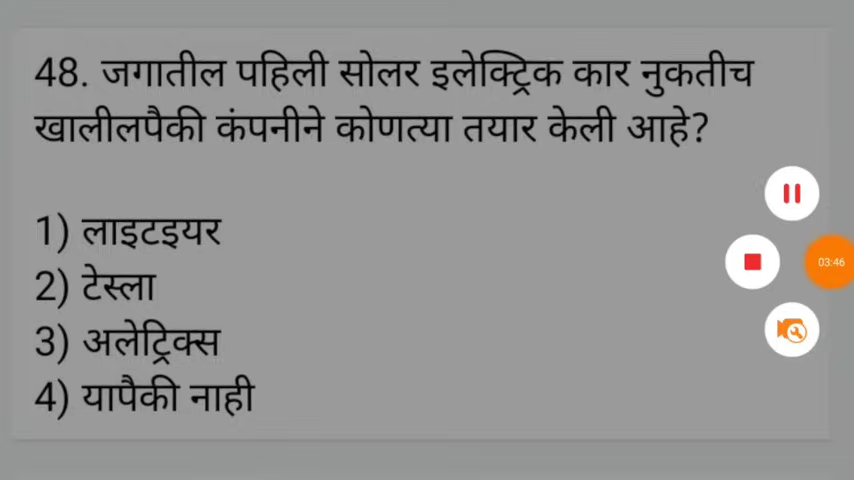 48. जगातील पहिली सोलर इलेक्ट्रिक कार नुकतीच
खालीलपैकी कंपनीने कोणत्या तयार केली आहे?
1) लाइटइयर
2) टेस्ला
3) अलेट्रिक्स
4) यापैकी नाही
03:46